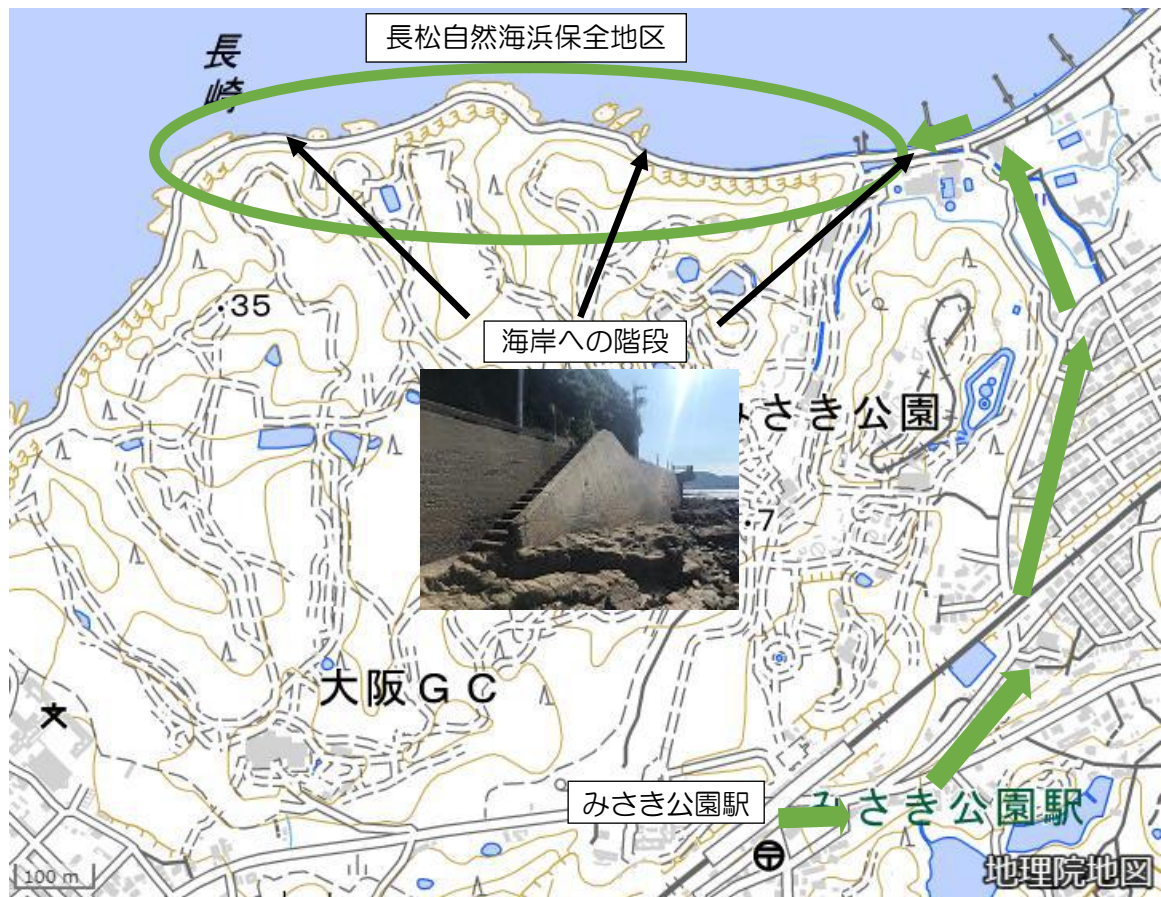 長松自然海浜保全地区
長
崎
・35
海岸への階段
みさき公園
・7
大阪ＧＣ
みさき公園駅
みさき公園駅
100 m
地理院地図